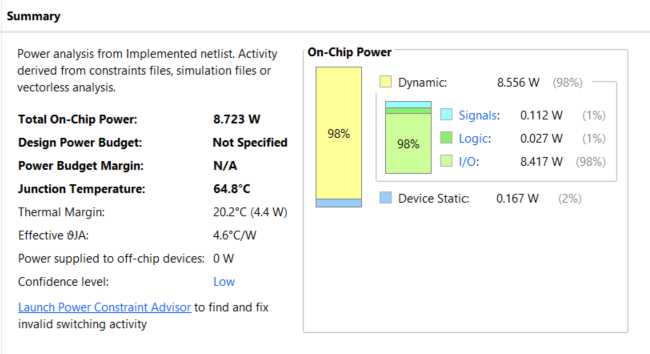 Summary
Power analysis from Implemented netlist. Activity
derived from constraints files, simulation files or
vectorless analysis.
Total On-Chip Power: 8.723 W
Design Power Budget: Not Specified
Power Budget Margin: N/A
Junction Temperature: 64.8°C
Thermal Margin: 20.2°C (4.4 W)
Effective ϑJA: 4.6°C/W
Power supplied to off-chip devices: 0 W
Confidence level: Low
Launch Power Constraint Advisor to find and fix
invalid switching activity
On-Chip Power
98%
Dynamic: 8.556 W (98%)
98%
Signals: 0.112 W (1%)
Logic: 0.027 W (1%)
I/O: 8.417 W (98%)
Device Static: 0.167 W (2%)